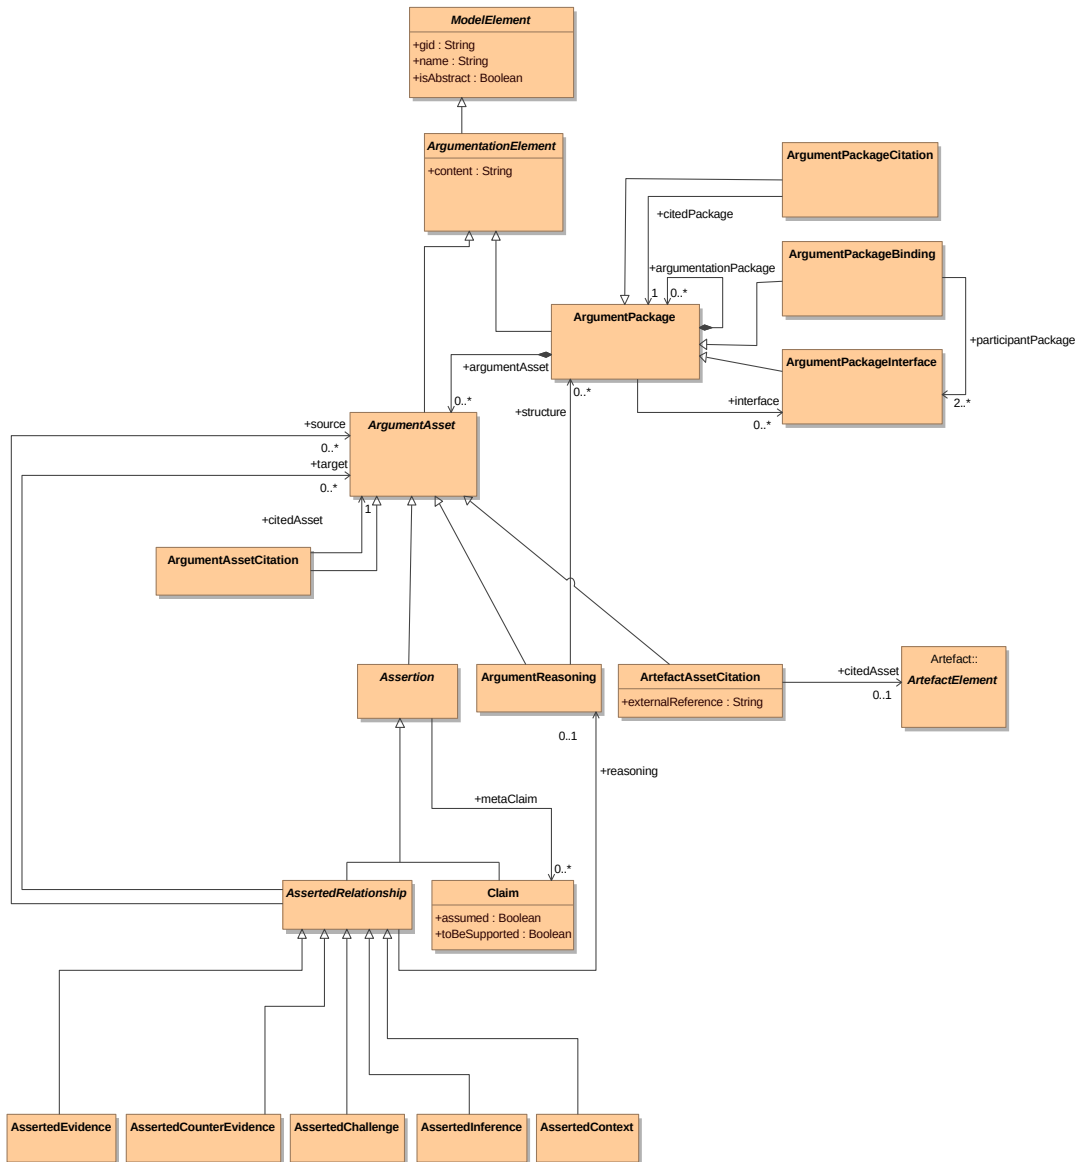 ModelElement
+gid : String
+name : String
+isAbstract : Boolean
ArgumentationElement
+content : String
ArgumentPackageCitation
+citedPackage
ArgumentPackageBinding
+argumentationPackage
1
0..*
ArgumentPackage
+participantPackage
ArgumentPackageInterface
+argumentAsset
0..*
+structure
0..*
+interface
0..*
2..*
+source
0..*
ArgumentAsset
+target
0..*
+citedAsset
1
ArgumentAssetCitation
Assertion
ArgumentReasoning
ArtefactAssetCitation
+externalReference : String
+citedAsset
0..1
Artefact::
ArtefactElement
0..1
+reasoning
+metaClaim
0..*
AssertedRelationship
Claim
+assumed : Boolean
+toBeSupported : Boolean
AssertedEvidence
AssertedCounterEvidence
AssertedChallenge
AssertedInference
AssertedContext